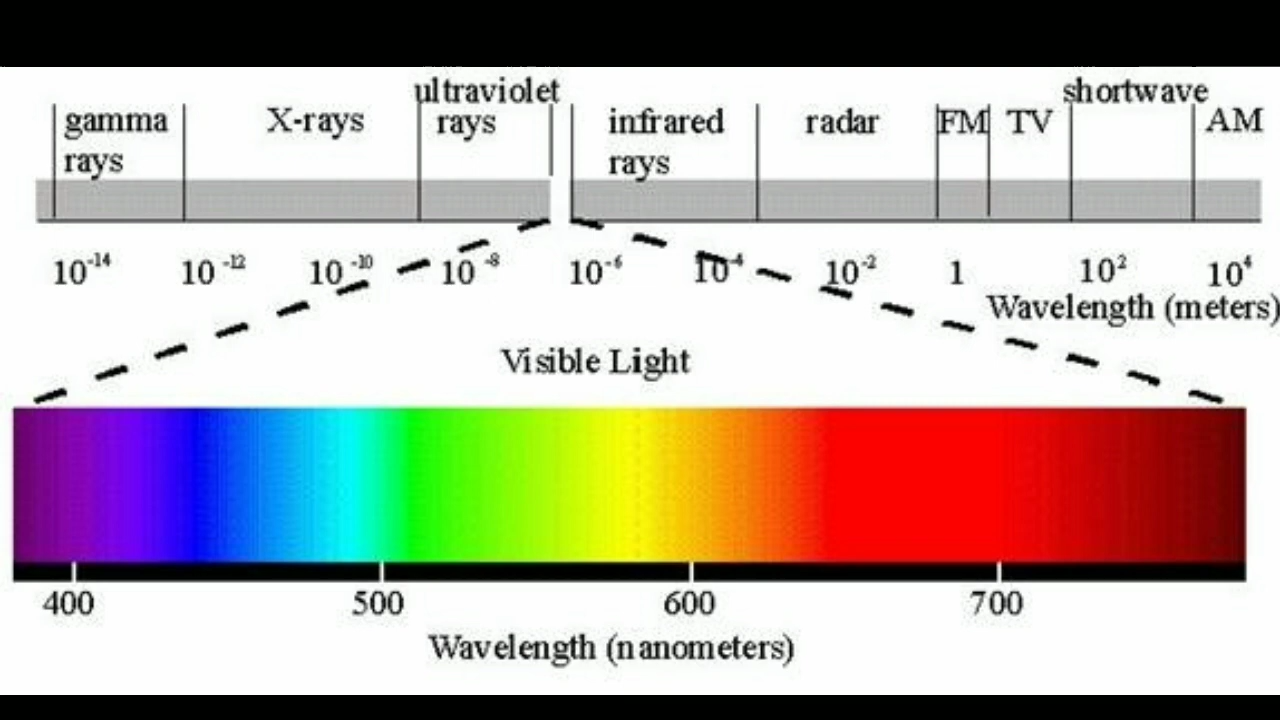 ultraviolet shortwave
gamma X-rays rays infrared radar FM TV AM
rays rays
10⁻¹⁴ 10⁻¹² 10⁻¹⁰ 10⁻⁸ 10⁻⁶ 10⁻⁴ 10⁻² 1 10² 10⁴
Wavelength (meters)
Visible Light
400 500 600 700
Wavelength (nanometers)